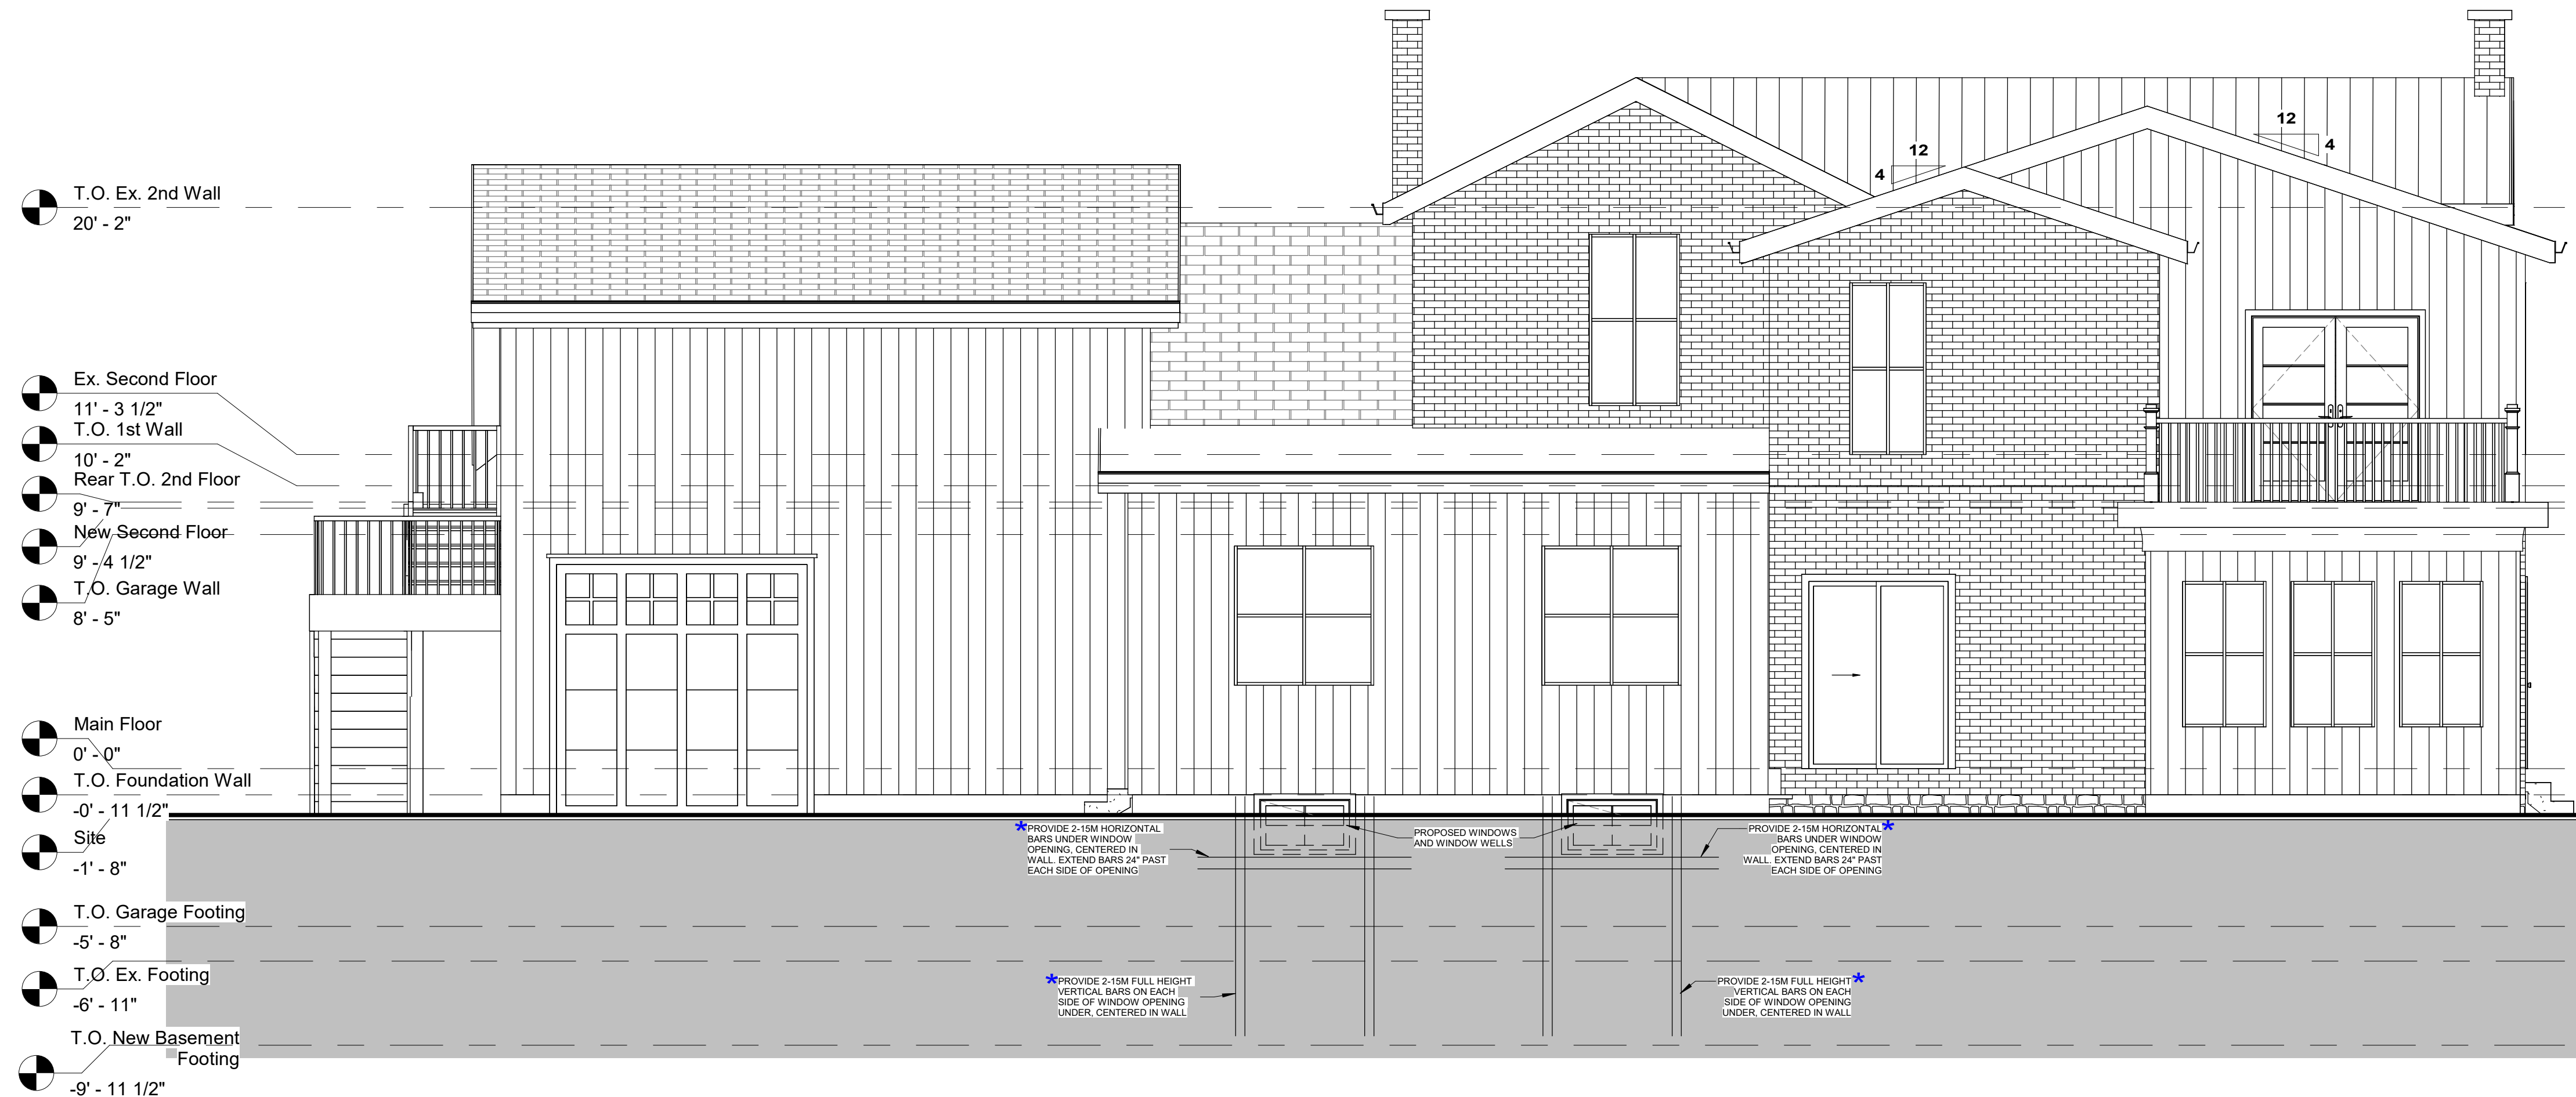 T.O. Ex. 2nd Wall
20' - 2"
Ex. Second Floor
11' - 3 1/2"
T.O. 1st Wall
10' - 2"
Rear T.O. 2nd Floor
9' - 7"
New Second Floor
9' - 4 1/2"
T.O. Garage Wall
8' - 5"
Main Floor
0' - 0"
T.O. Foundation Wall
-0' - 11 1/2"
Site
-1' - 8"
T.O. Garage Footing
-5' - 8"
T.O. Ex. Footing
-6' - 11"
T.O. New Basement
Footing
-9' - 11 1/2"
12
4
12
4
*PROVIDE 2-15M HORIZONTAL
BARS UNDER WINDOW
OPENING, CENTERED IN
WALL. EXTEND BARS 24" PAST
EACH SIDE OF OPENING
PROPOSED WINDOWS
AND WINDOW WELLS
PROVIDE 2-15M HORIZONTAL*
BARS UNDER WINDOW
OPENING, CENTERED IN
WALL. EXTEND BARS 24" PAST
EACH SIDE OF OPENING
*PROVIDE 2-15M FULL HEIGHT
VERTICAL BARS ON EACH
SIDE OF WINDOW OPENING
UNDER, CENTERED IN WALL
PROVIDE 2-15M FULL HEIGHT*
VERTICAL BARS ON EACH
SIDE OF WINDOW OPENING
UNDER, CENTERED IN WALL